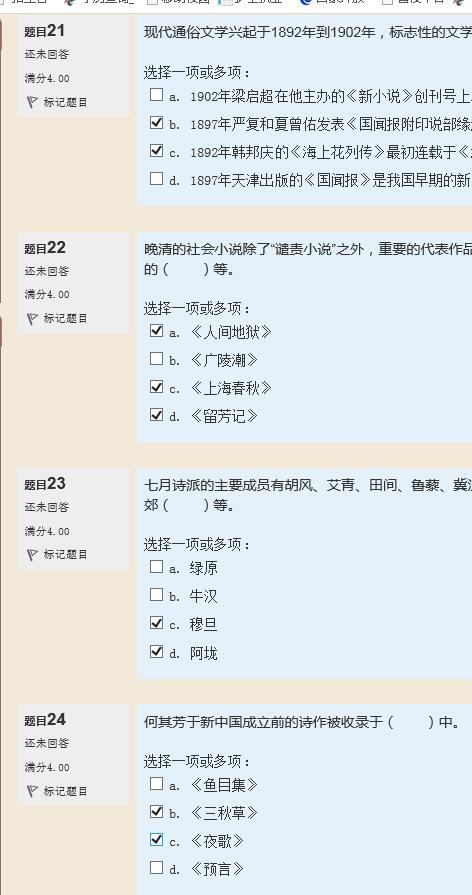 题目21
还未回答
满分4.00
标记题目
现代通俗文学兴起于1892年到1902年，标志性的文学
选择一项或多项：
a. 1902年梁启超在他主办的《新小说》创刊号上
b. 1897年严复和夏曾佑发表《国闻报附印说部缘
c. 1892年韩邦庆的《海上花列传》最初连载于《
d. 1897年天津出版的《国闻报》是我国早期的新
题目22
还未回答
满分4.00
标记题目
晚清的社会小说除了“谴责小说”之外，重要的代表作品
的（ ）等。
选择一项或多项：
a. 《人间地狱》
b. 《广陵潮》
c. 《上海春秋》
d. 《留芳记》
题目23
还未回答
满分4.00
标记题目
七月诗派的主要成员有胡风、艾青、田间、鲁藜、冀汸
郊（ ）等。
选择一项或多项：
a. 绿原
b. 牛汉
c. 穆旦
d. 阿垅
题目24
还未回答
满分4.00
标记题目
何其芳于新中国成立前的诗作被收录于（ ）中。
选择一项或多项：
a. 《鱼目集》
b. 《三秋草》
c. 《夜歌》
d. 《预言》